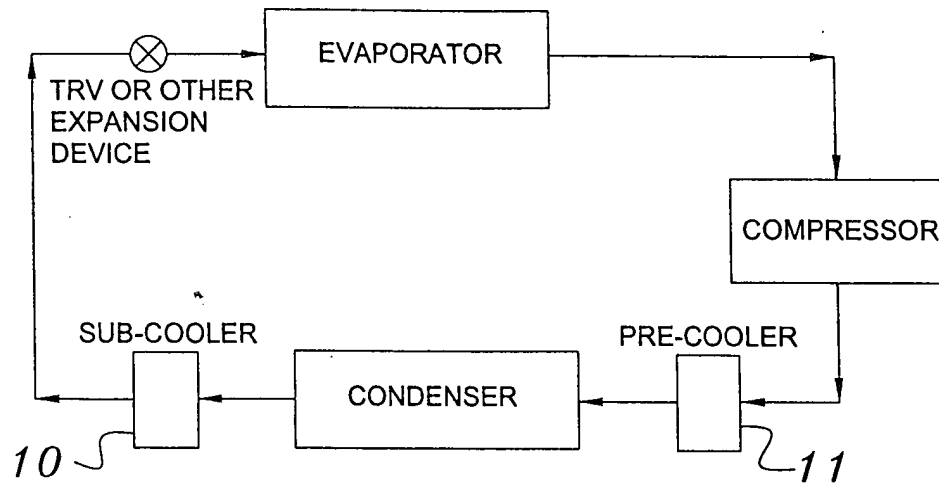 EVAPORATOR
TRV OR OTHER
EXPANSION
DEVICE
COMPRESSOR
SUB-COOLER
PRE-COOLER
CONDENSER
10
11